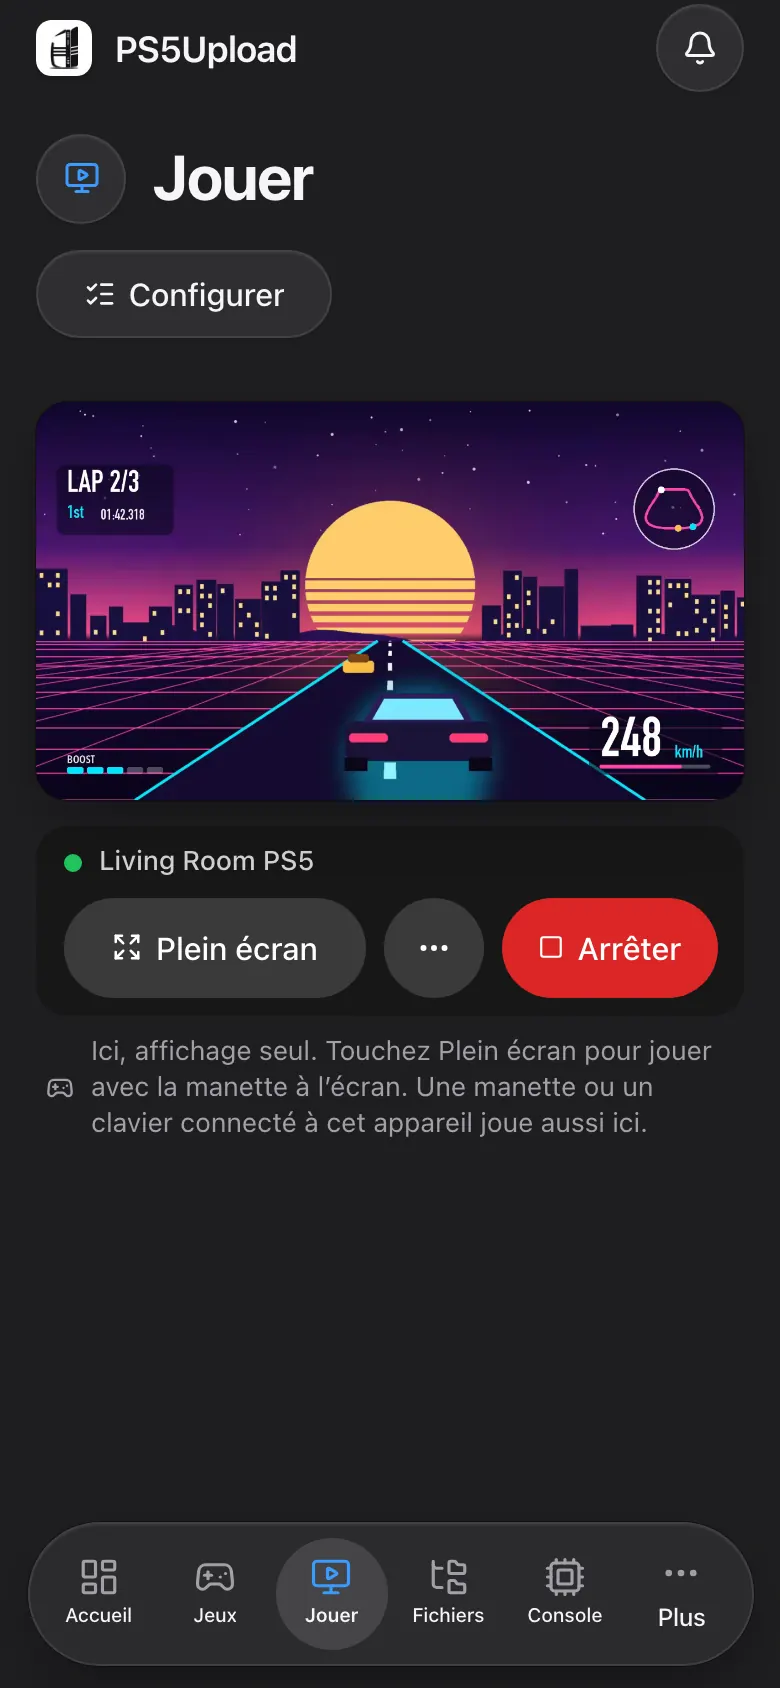 PS5Upload
Jouer
Configurer
LAP 2/3
1st 01:42.318
248 km/h
BOOST
Living Room PS5
Plein écran
Arrêter
Ici, affichage seul. Touchez Plein écran pour jouer
avec la manette à l’écran. Une manette ou un
clavier connecté à cet appareil joue aussi ici.
Accueil
Jeux
Jouer
Fichiers
Console
Plus